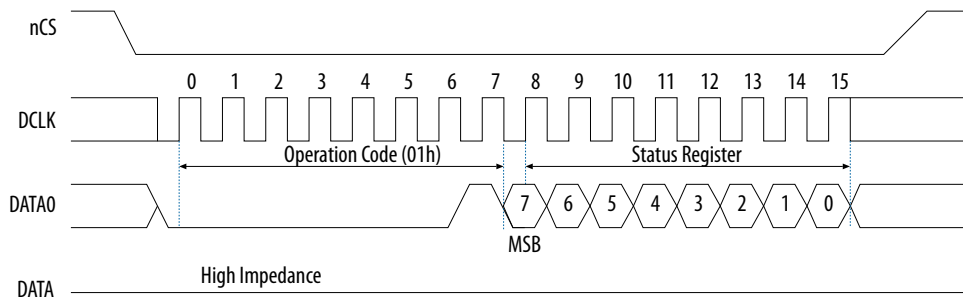 nCS
0 1 2 3 4 5 6 7 8 9 10 11 12 13 14 15
DCLK
Operation Code (01h) Status Register
DATA0 7 6 5 4 3 2 1 0
MSB
High Impedance
DATA